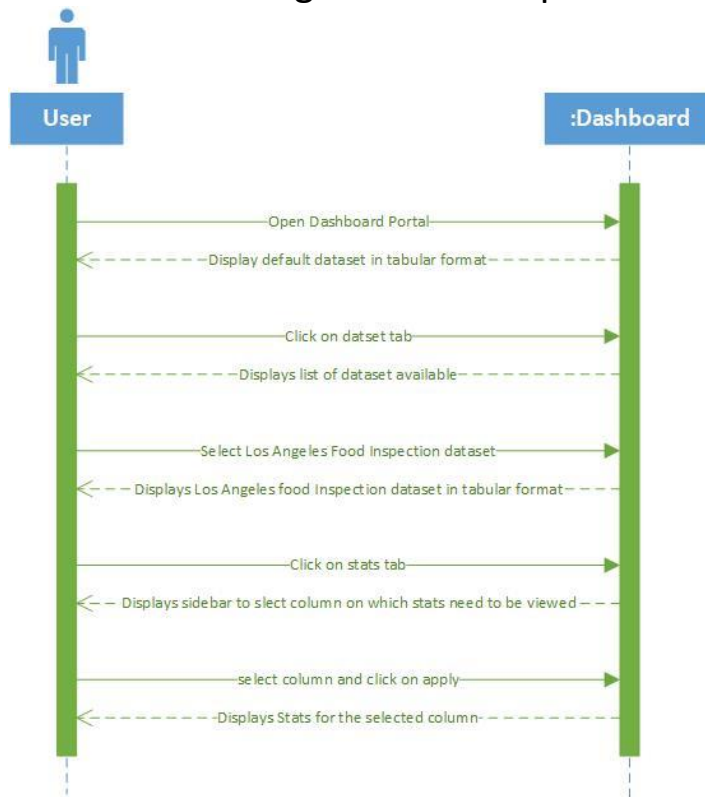 User
:Dashboard
Open Dashboard Portal
Display default dataset in tabular format
Click on datset tab
Displays list of dataset available
Select Los Angeles Food Inspection dataset
Displays Los Angeles food Inspection dataset in tabular format
Click on stats tab
Displays sidebar to slect column on which stats need to be viewed
select column and click on apply
Displays Stats for the selected column